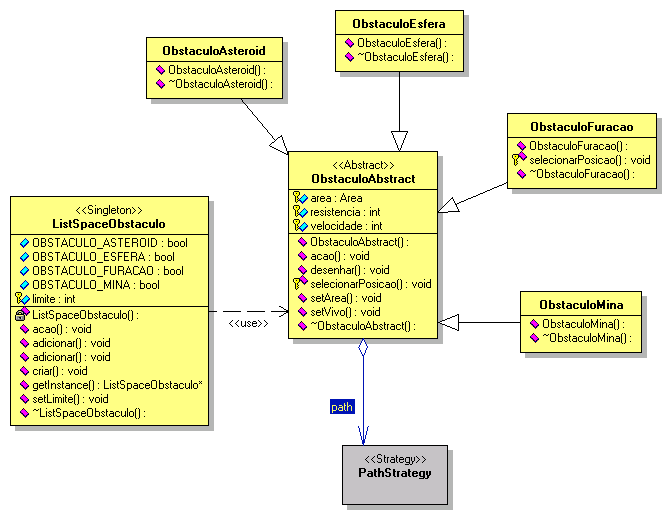 ObstaculoEsfera
ObstaculoEsfera() :
~ObstaculoEsfera() :
ObstaculoAsteroid
ObstaculoAsteroid() :
~ObstaculoAsteroid() :
ObstaculoFuracao
ObstaculoFuracao() :
selecionarPosicao() : void
~ObstaculoFuracao() :
<<Abstract>>
ObstaculoAbstract
area : Area
resistencia : int
velocidade : int
ObstaculoAbstract() :
acao() : void
desenhar() : void
selecionarPosicao() : void
setArea() : void
setVivo() : void
~ObstaculoAbstract() :
<<Singleton>>
ListSpaceObstaculo
OBSTACULO_ASTEROID : bool
OBSTACULO_ESFERA : bool
OBSTACULO_FURACAO : bool
OBSTACULO_MINA : bool
limite : int
ListSpaceObstaculo() :
acao() : void
adicionar() : void
adicionar() : void
criar() : void
getInstance() : ListSpaceObstaculo*
setLimite() : void
~ListSpaceObstaculo() :
<<use>>
ObstaculoMina
ObstaculoMina() :
~ObstaculoMina() :
path
<<Strategy>>
PathStrategy